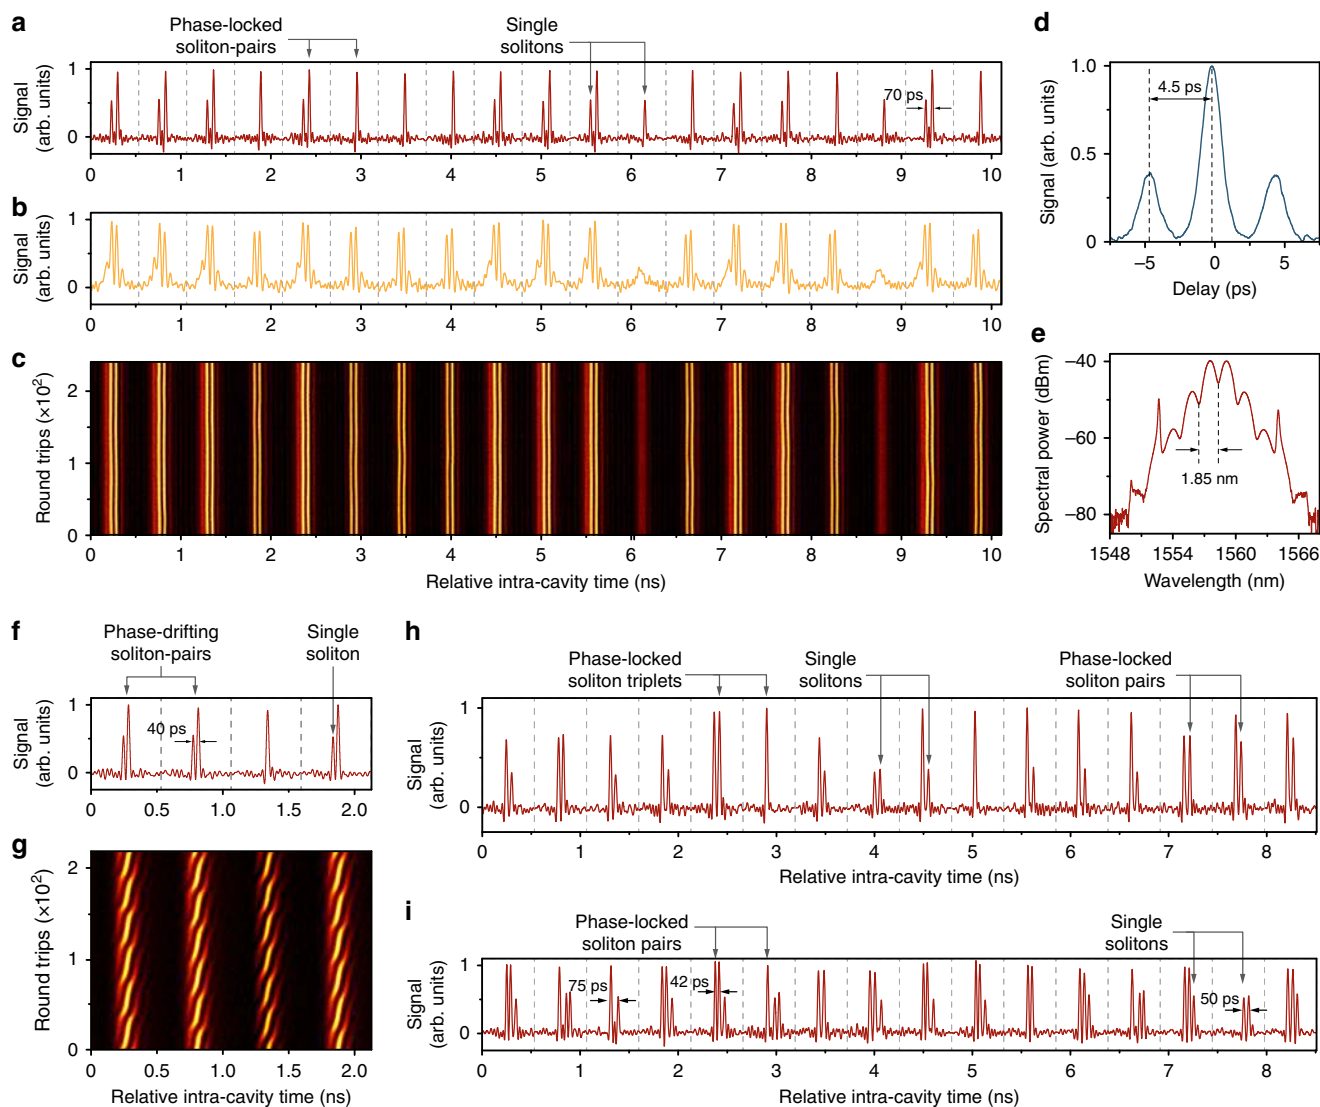 a
Phase-locked
soliton-pairs
Single
solitons
Signal
(arb. units)
1
0
70 ps
0 1 2 3 4 5 6 7 8 9 10
b
Signal
(arb. units)
1
0
0 1 2 3 4 5 6 7 8 9 10
c
Round trips (×10²)
2
1
0
0 1 2 3 4 5 6 7 8 9 10
Relative intra-cavity time (ns)
d
Signal (arb. units)
1.0
0.5
0
4.5 ps
−5 0 5
Delay (ps)
e
Spectral power (dBm)
−40
−60
−80
1.85 nm
1548 1554 1560 1566
Wavelength (nm)
f
Phase-drifting
soliton-pairs
Single
soliton
Signal
(arb. units)
1
0
40 ps
0 0.5 1.0 1.5 2.0
g
Round trips (×10²)
2
1
0
0 0.5 1.0 1.5 2.0
Relative intra-cavity time (ns)
h
Phase-locked
soliton triplets
Single
solitons
Phase-locked
soliton pairs
Signal
(arb. units)
1
0
0 1 2 3 4 5 6 7 8
Relative intra-cavity time (ns)
i
Phase-locked
soliton pairs
Single
solitons
Signal
(arb. units)
1
0
75 ps
42 ps
50 ps
0 1 2 3 4 5 6 7 8
Relative intra-cavity time (ns)